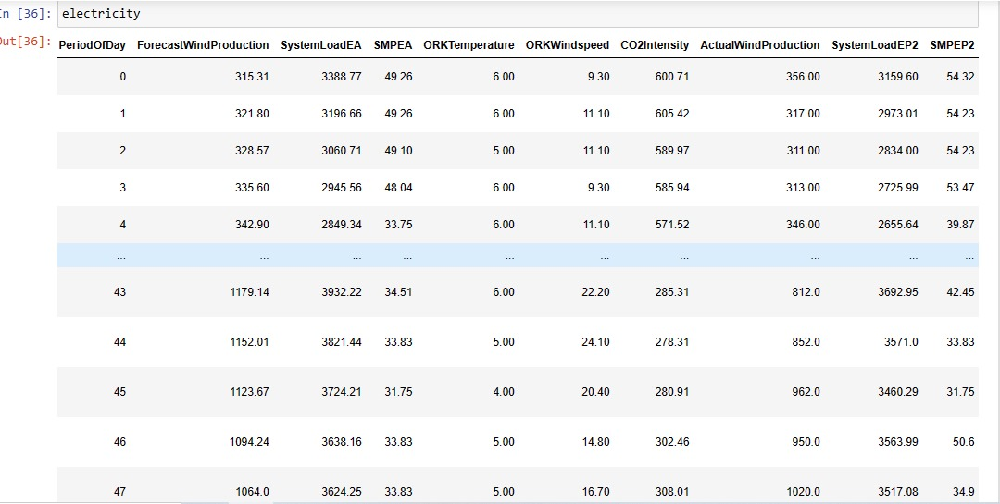 In [36]: electricity
Out[36]: PeriodOfDay ForecastWindProduction SystemLoadEA SMPEA ORKTemperature ORKWindspeed CO2Intensity ActualWindProduction SystemLoadEP2 SMPEP2
0 315.31 3388.77 49.26 6.00 9.30 600.71 356.00 3159.60 54.32
1 321.80 3196.66 49.26 6.00 11.10 605.42 317.00 2973.01 54.23
2 328.57 3060.71 49.10 5.00 11.10 589.97 311.00 2834.00 54.23
3 335.60 2945.56 48.04 6.00 9.30 585.94 313.00 2725.99 53.47
4 342.90 2849.34 33.75 6.00 11.10 571.52 346.00 2655.64 39.87
... ... ... ... ... ... ... ... ... ...
43 1179.14 3932.22 34.51 6.00 22.20 285.31 812.0 3692.95 42.45
44 1152.01 3821.44 33.83 5.00 24.10 278.31 852.0 3571.0 33.83
45 1123.67 3724.21 31.75 4.00 20.40 280.91 962.0 3460.29 31.75
46 1094.24 3638.16 33.83 5.00 14.80 302.46 950.0 3563.99 50.6
47 1064.0 3624.25 33.83 5.00 16.70 308.01 1020.0 3517.08 34.9